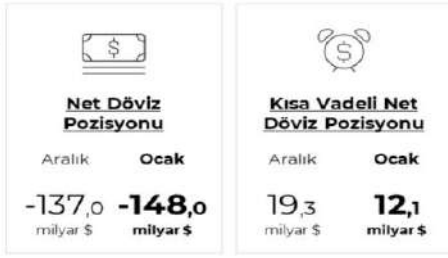 $
Net Döviz
Pozisyonu
Aralık Ocak
-137,0 -148,0
milyar $ milyar $
$
Kısa Vadeli Net
Döviz Pozisyonu
Aralık Ocak
19,3 12,1
milyar $ milyar $